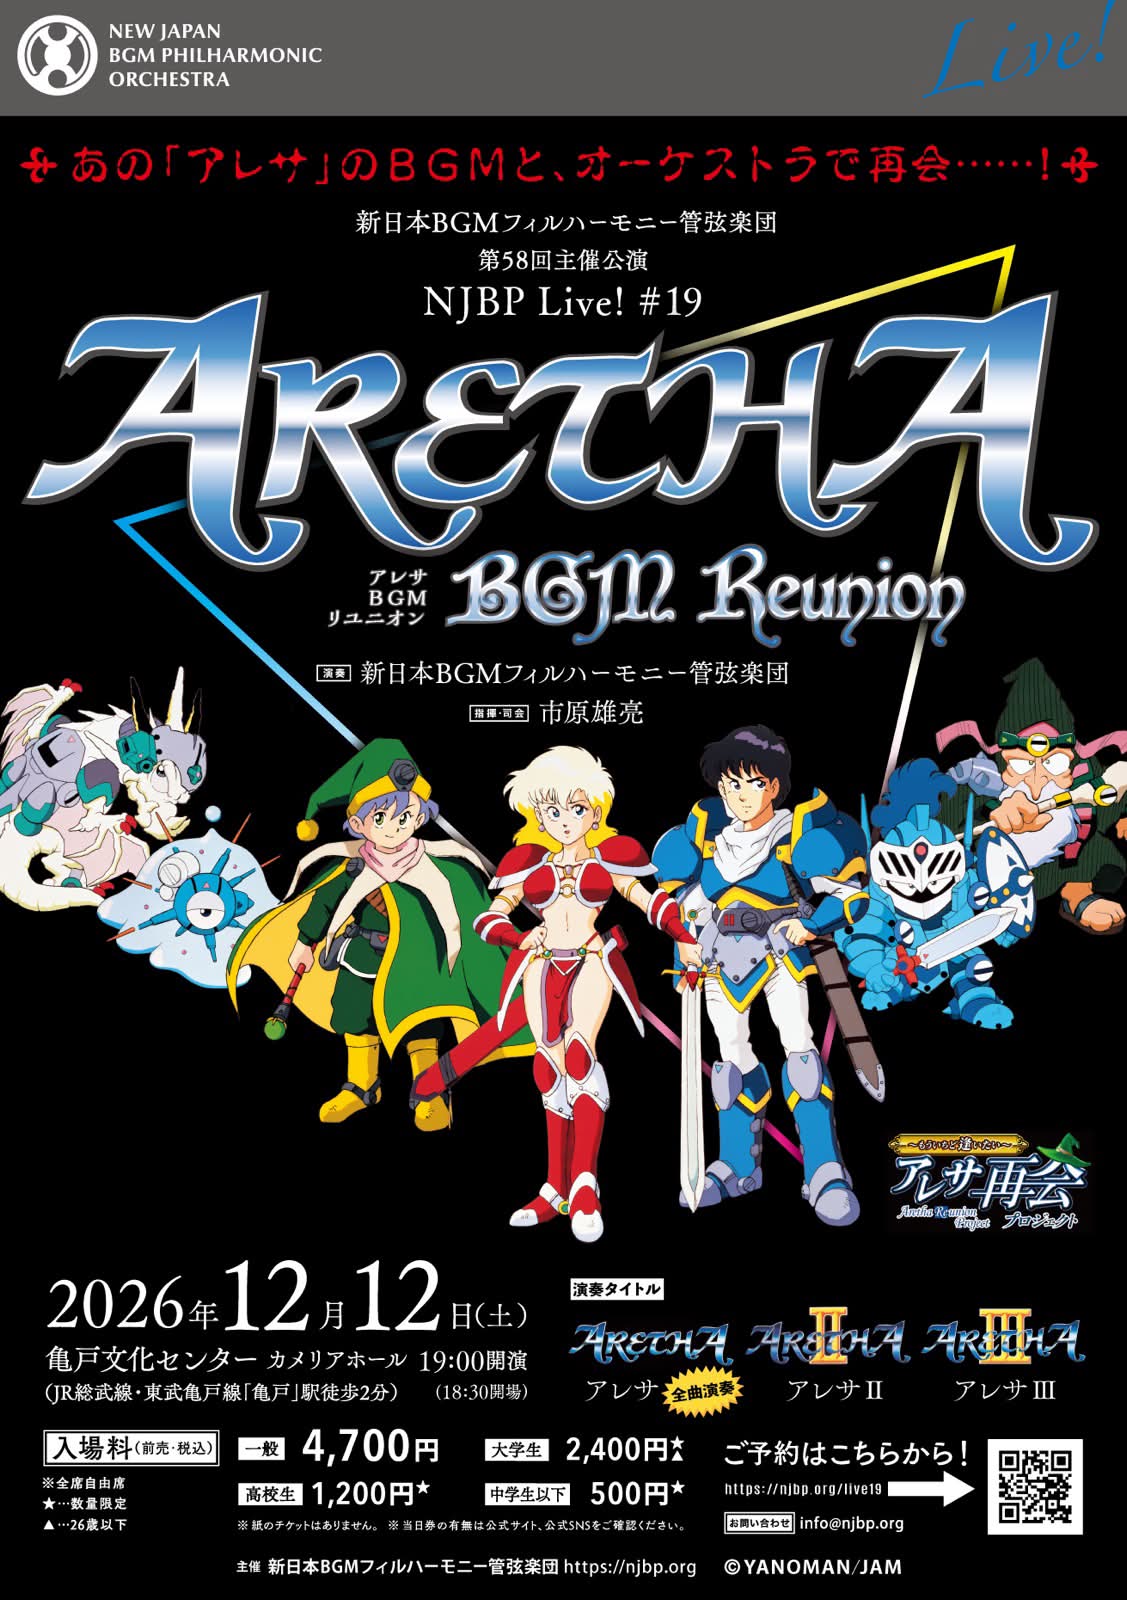 NEW JAPAN
BGM PHILHARMONIC
ORCHESTRA
Live!
あの「アレサ」のBGMと、オーケストラで再会……!
新日本BGMフィルハーモニー管弦楽団
第58回主催公演
NJBP Live! #19
ARETHA
アレサ
BGM
リユニオン
BGM Reunion
演奏 新日本BGMフィルハーモニー管弦楽団
指揮・司会 市原雄亮
～もういちど逢いたい～
アレサ再会
Aretha Reunion
Project
プロジェクト
2026年12月12日(土)
亀戸文化センター カメリアホール 19:00開演
(JR総武線・東武亀戸線「亀戸」駅徒歩2分) (18:30開場)
演奏タイトル
ARETHA
アレサ 全曲演奏
ARETHA II
アレサ II
ARETHA III
アレサ III
入場料(前売・税込)
※全席自由席
★…数量限定
▲…26歳以下
一般 4,700円
大学生 2,400円★▲
高校生 1,200円★
中学生以下 500円★
※紙のチケットはありません。 ※当日券の有無は公式サイト、公式SNSをご確認ください。
ご予約はこちらから!
https://njbp.org/live19
お問い合わせ info@njbp.org
主催 新日本BGMフィルハーモニー管弦楽団 https://njbp.org ©YANOMAN/JAM